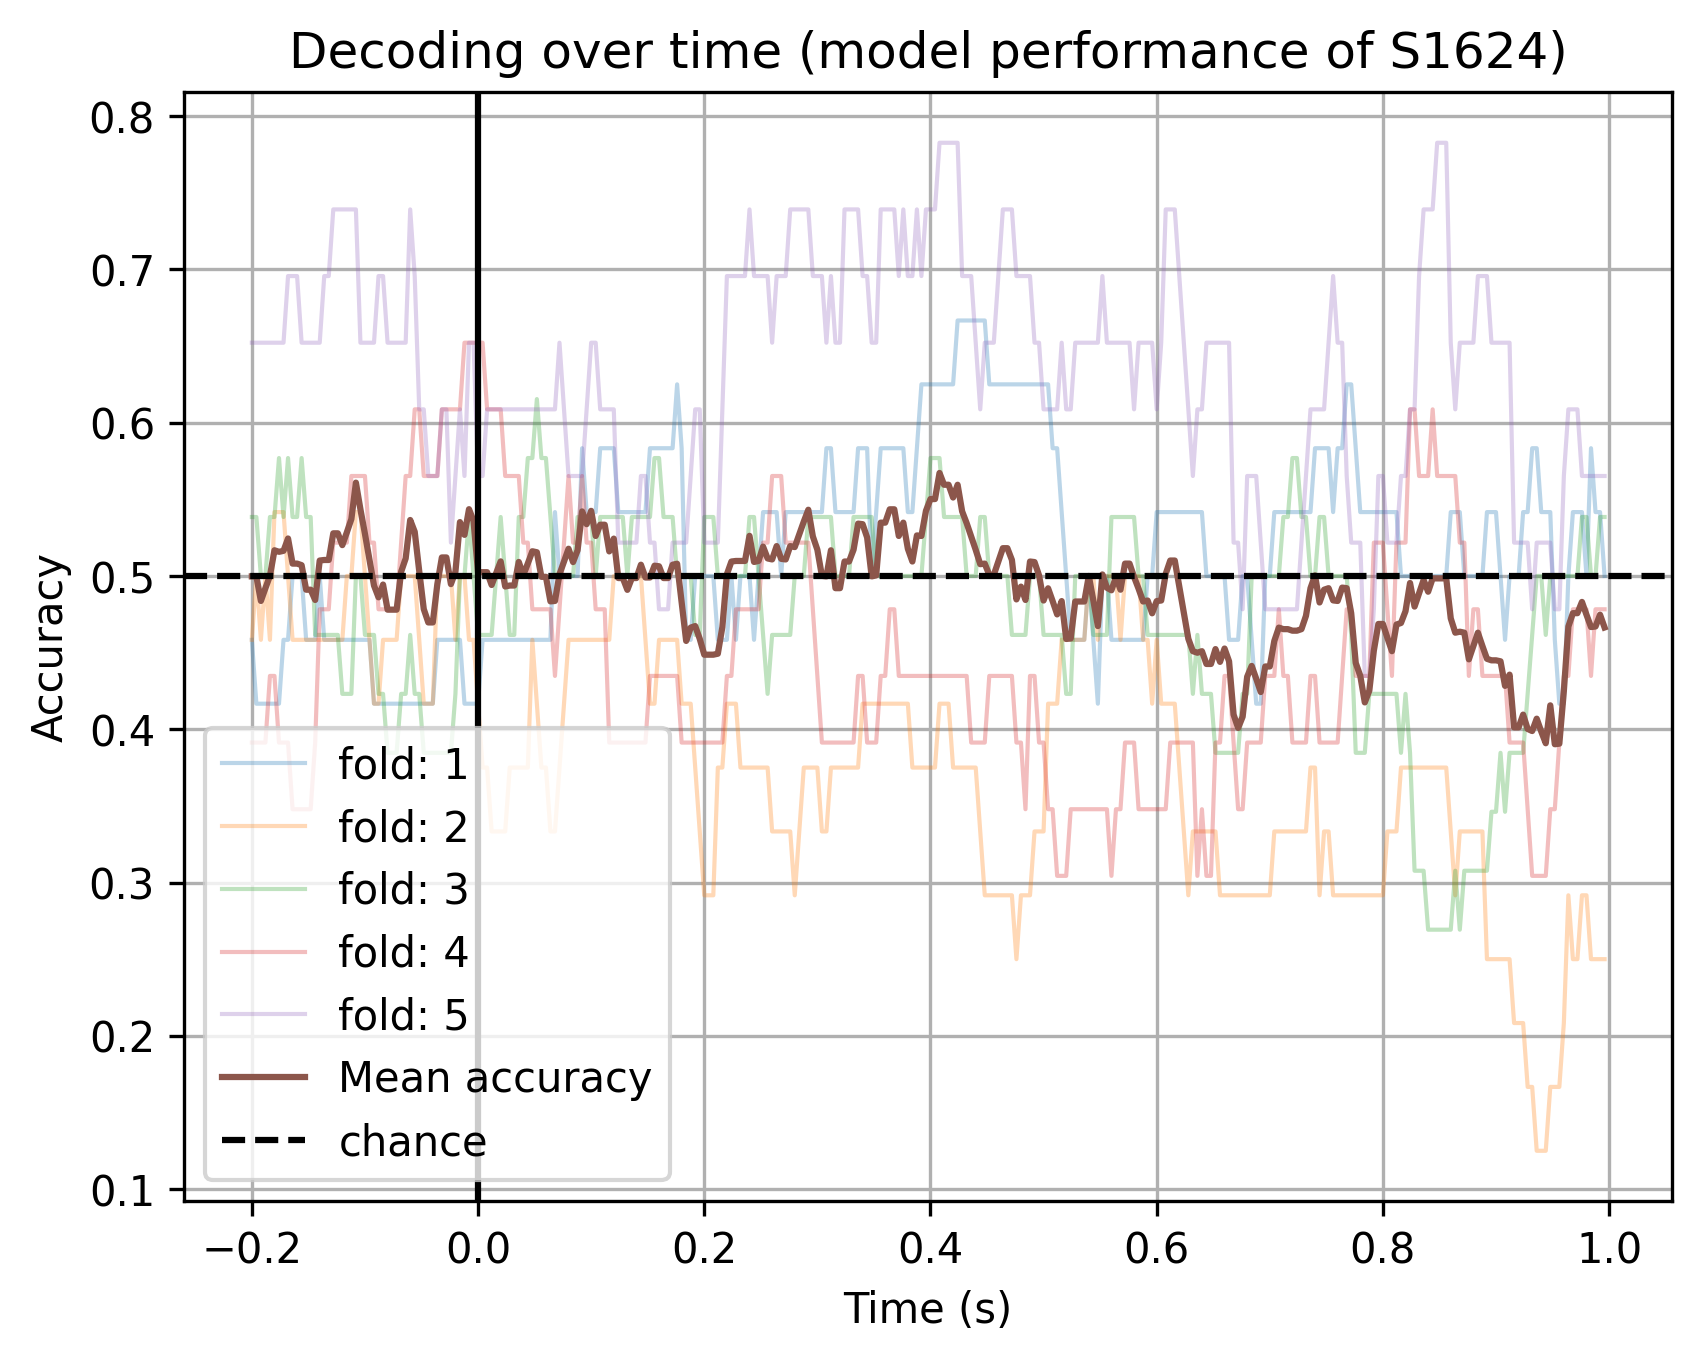 Decoding over time (model performance of S1624)
Accuracy
0.8
0.7
0.6
0.5
0.4
0.3
0.2
0.1
fold: 1
fold: 2
fold: 3
fold: 4
fold: 5
Mean accuracy
chance
−0.2 0.0 0.2 0.4 0.6 0.8 1.0
Time (s)